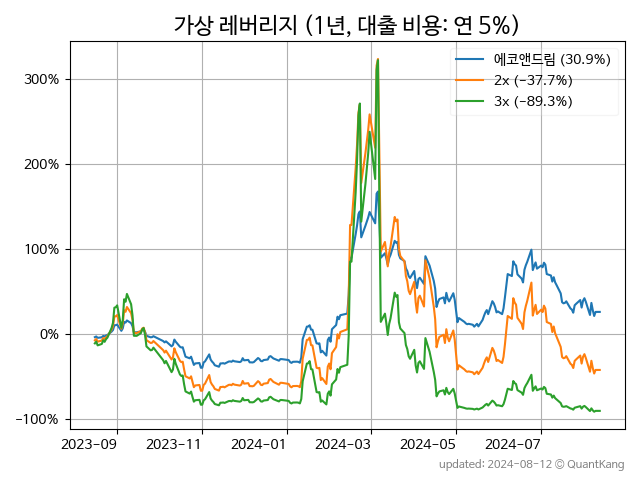 가상 레버리지 (1년, 대출 비용: 연 5%)
에코앤드림 (30.9%)
2x (-37.7%)
3x (-89.3%)
300%
200%
100%
0%
-100%
2023-09 2023-11 2024-01 2024-03 2024-05 2024-07
updated: 2024-08-12 © QuantKang